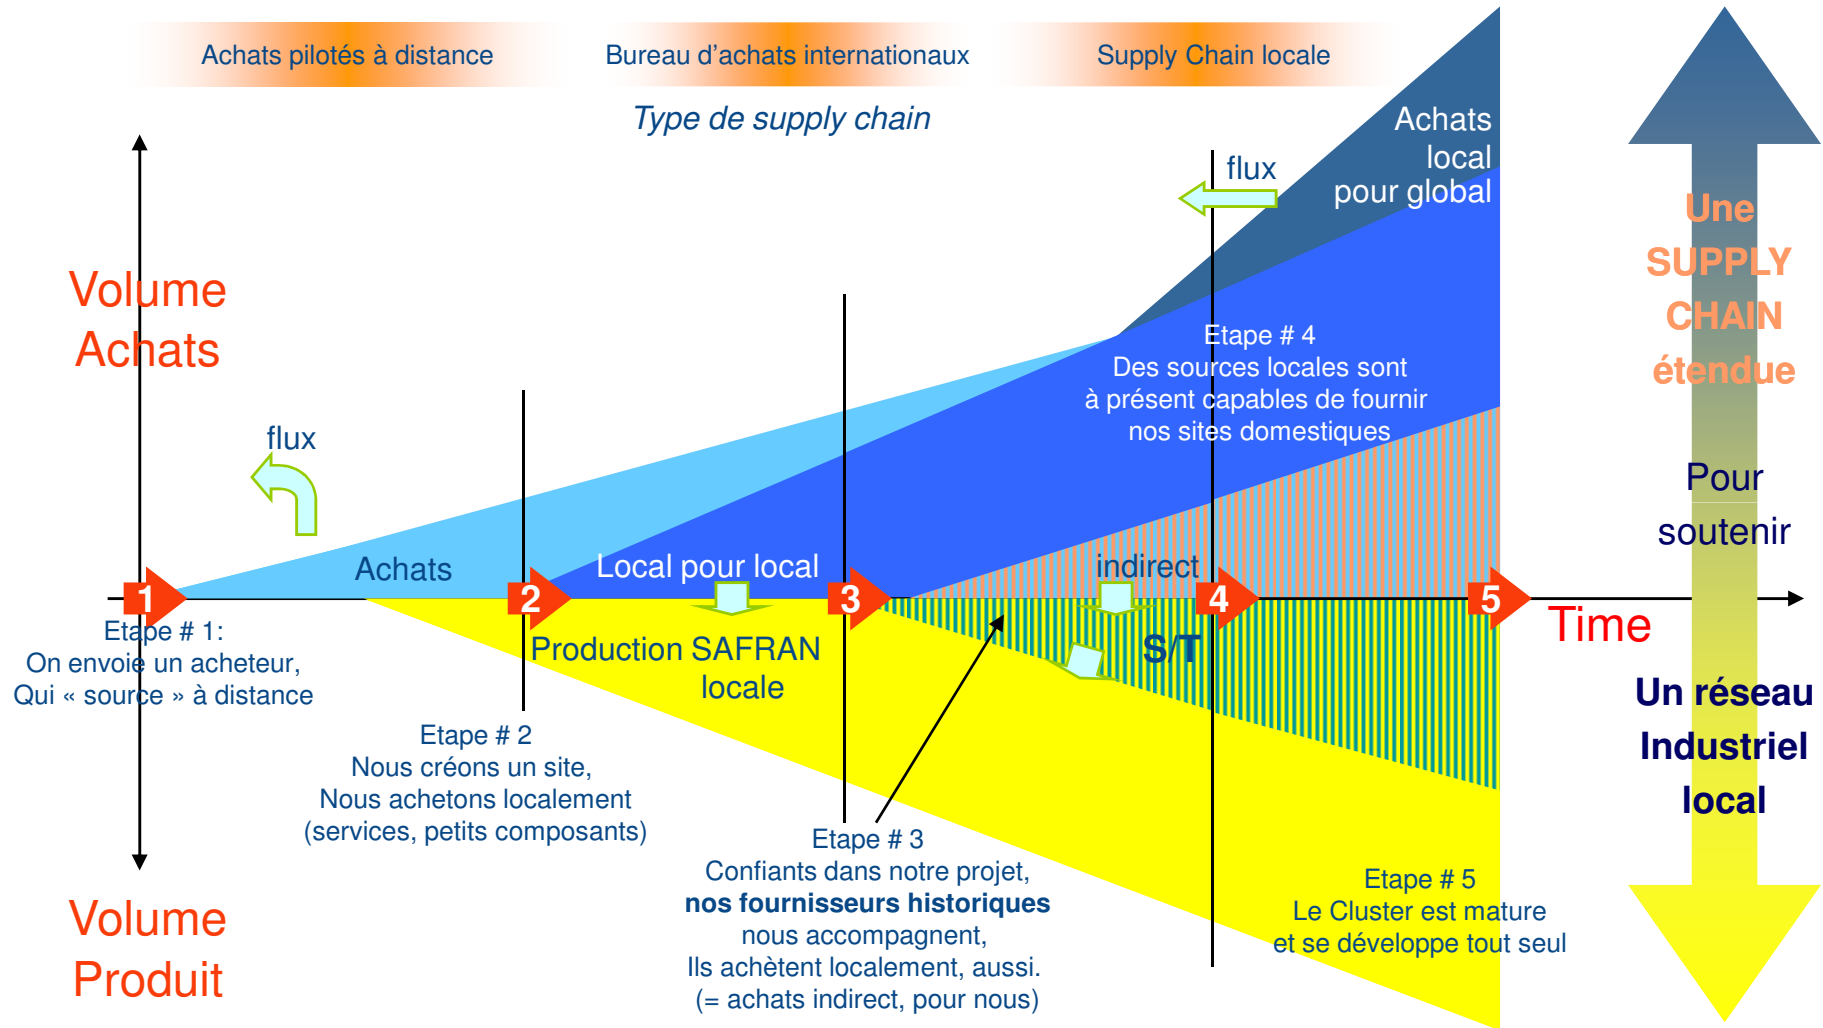 Achats pilotés à distance
Bureau d'achats internationaux
Supply Chain locale
Type de supply chain
Achats
local
pour global
flux
Volume
Achats
flux
Une
SUPPLY
CHAIN
étendue
Etape # 4
Des sources locales sont
à présent capables de fournir
nos sites domestiques
Pour
soutenir
Achats
Local pour local
indirect
1
2
3
4
5
Time
Etape # 1:
On envoie un acheteur,
Qui « source » à distance
Production SAFRAN
locale
S/T
Un réseau
Industriel
local
Etape # 2
Nous créons un site,
Nous achetons localement
(services, petits composants)
Etape # 3
Confiants dans notre projet,
nos fournisseurs historiques
nous accompagnent,
Ils achètent localement, aussi.
(= achats indirect, pour nous)
Etape # 5
Le Cluster est mature
et se développe tout seul
Volume
Produit